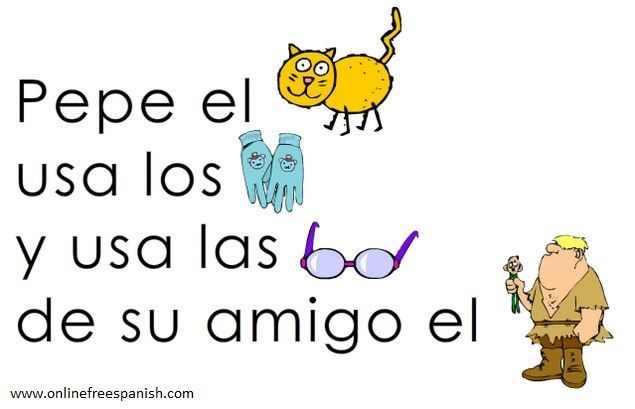 Pepe el
usa los
y usa las
de su amigo el
www.onlinefreespanish.com